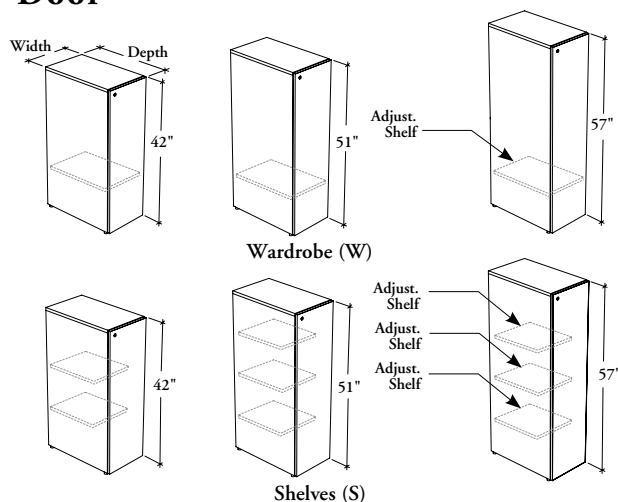 Door
Width
Depth
42"
51"
Adjust.
Shelf
57"
Wardrobe (W)
42"
51"
Adjust.
Shelf
Adjust.
Shelf
Adjust.
Shelf
57"
Shelves (S)